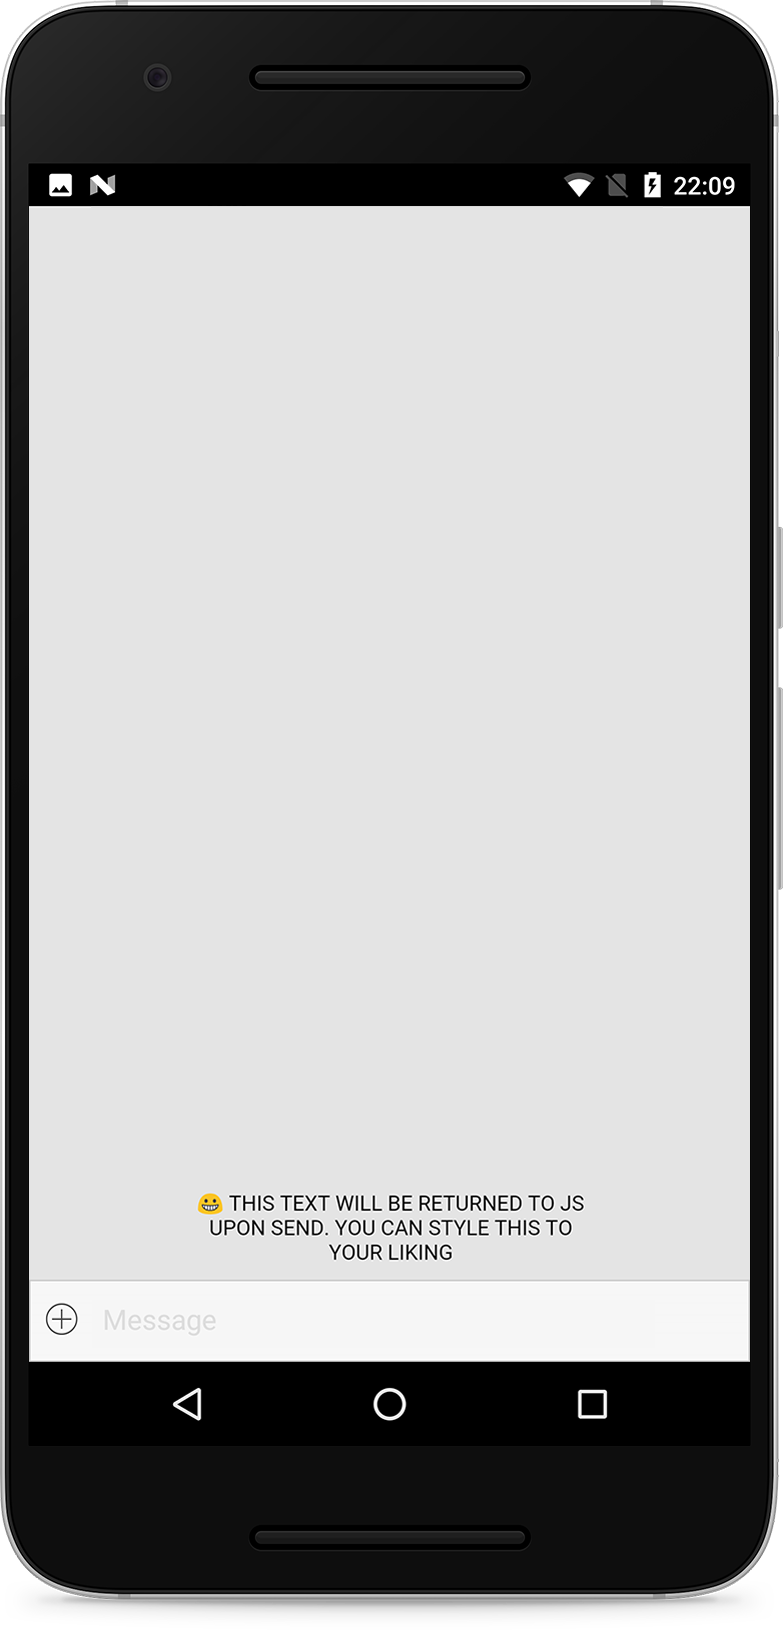 22:09
😀 THIS TEXT WILL BE RETURNED TO JS
UPON SEND. YOU CAN STYLE THIS TO
YOUR LIKING
Message